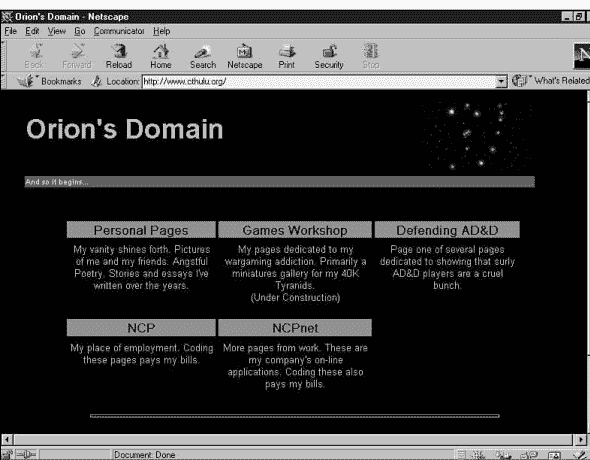 Orion's Domain - Netscape
File Edit View Go Communicator Help
Back Forward Reload Home Search Netscape Print Security Stop
Bookmarks Location: http://www.cthulu.org/ What's Related
Orion's Domain
And so it begins...
Personal Pages Games Workshop Defending AD&D
My vanity shines forth. Pictures My pages dedicated to my Page one of several pages
of me and my friends. Angstful wargaming addiction. Primarily a dedicated to showing that surly
Poetry. Stories and essays I've miniatures gallery for my 40K AD&D players are a cruel
written over the years. Tyranids. bunch.
(Under Construction)
NCP NCPnet
My place of employment. Coding More pages from work. These are
these pages pays my bills. my company's on-line
applications. Coding these also
pays my bills.
Document: Done